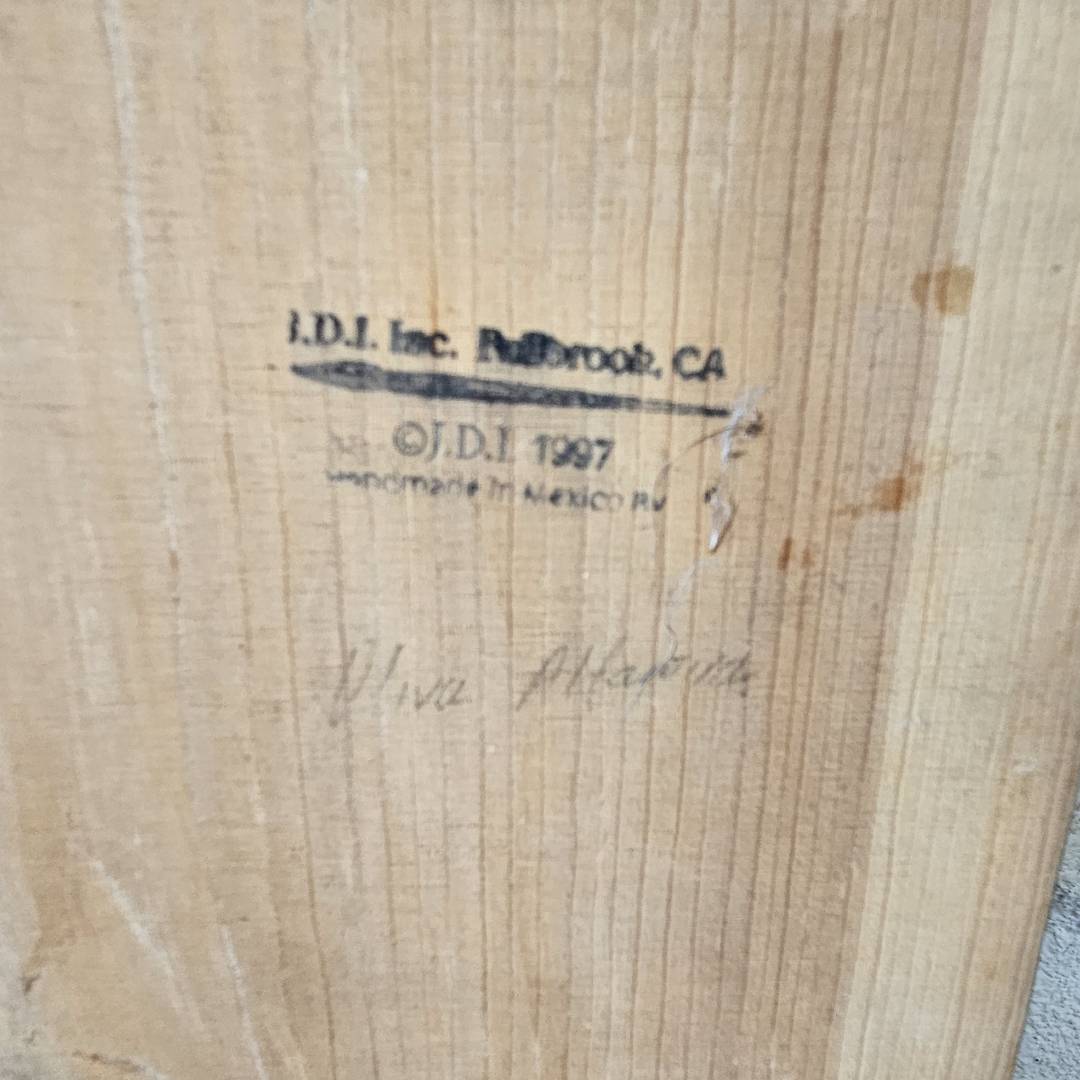 J.D.I. Inc. Fallbrook, CA
©J.D.I 1997
Handmade in Mexico By